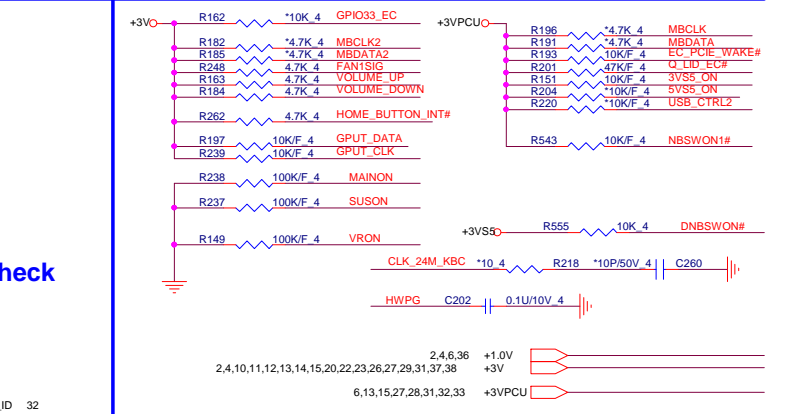 +3V R162 *10K_4 GPIO33_EC
R182 *4.7K_4 MBCLK2
R185 *4.7K_4 MBDATA2
R248 4.7K_4 FAN1SIG
R163 4.7K_4 VOLUME_UP
R184 4.7K_4 VOLUME_DOWN
R262 4.7K_4 HOME_BUTTON_INT#
R197 10K/F_4 GPUT_DATA
R239 10K/F_4 GPUT_CLK
R238 100K/F_4 MAINON
R237 100K/F_4 SUSON
R149 100K/F_4 VRON
+3VPCU
R196 *4.7K_4 MBCLK
R191 *4.7K_4 MBDATA
R193 10K/F_4 EC_PCIE_WAKE#
R201 47K/F_4 Q_LID_EC#
R151 10K/F_4 3VS5_ON
R204 *10K/F_4 5VS5_ON
R220 *10K/F_4 USB_CTRL2
R543 10K/F_4 NBSWON1#
+3VS5 R555 10K_4 DNBSWON#
CLK_24M_KBC *10_4 R218 *10P/50V_4 C260
HWPG C202 0.1U/10V_4
heck
2,4,6,36 +1.0V
2,4,10,11,12,13,14,15,20,22,23,26,27,29,31,37,38 +3V
6,13,15,27,28,31,32,33 +3VPCU
_ID 32